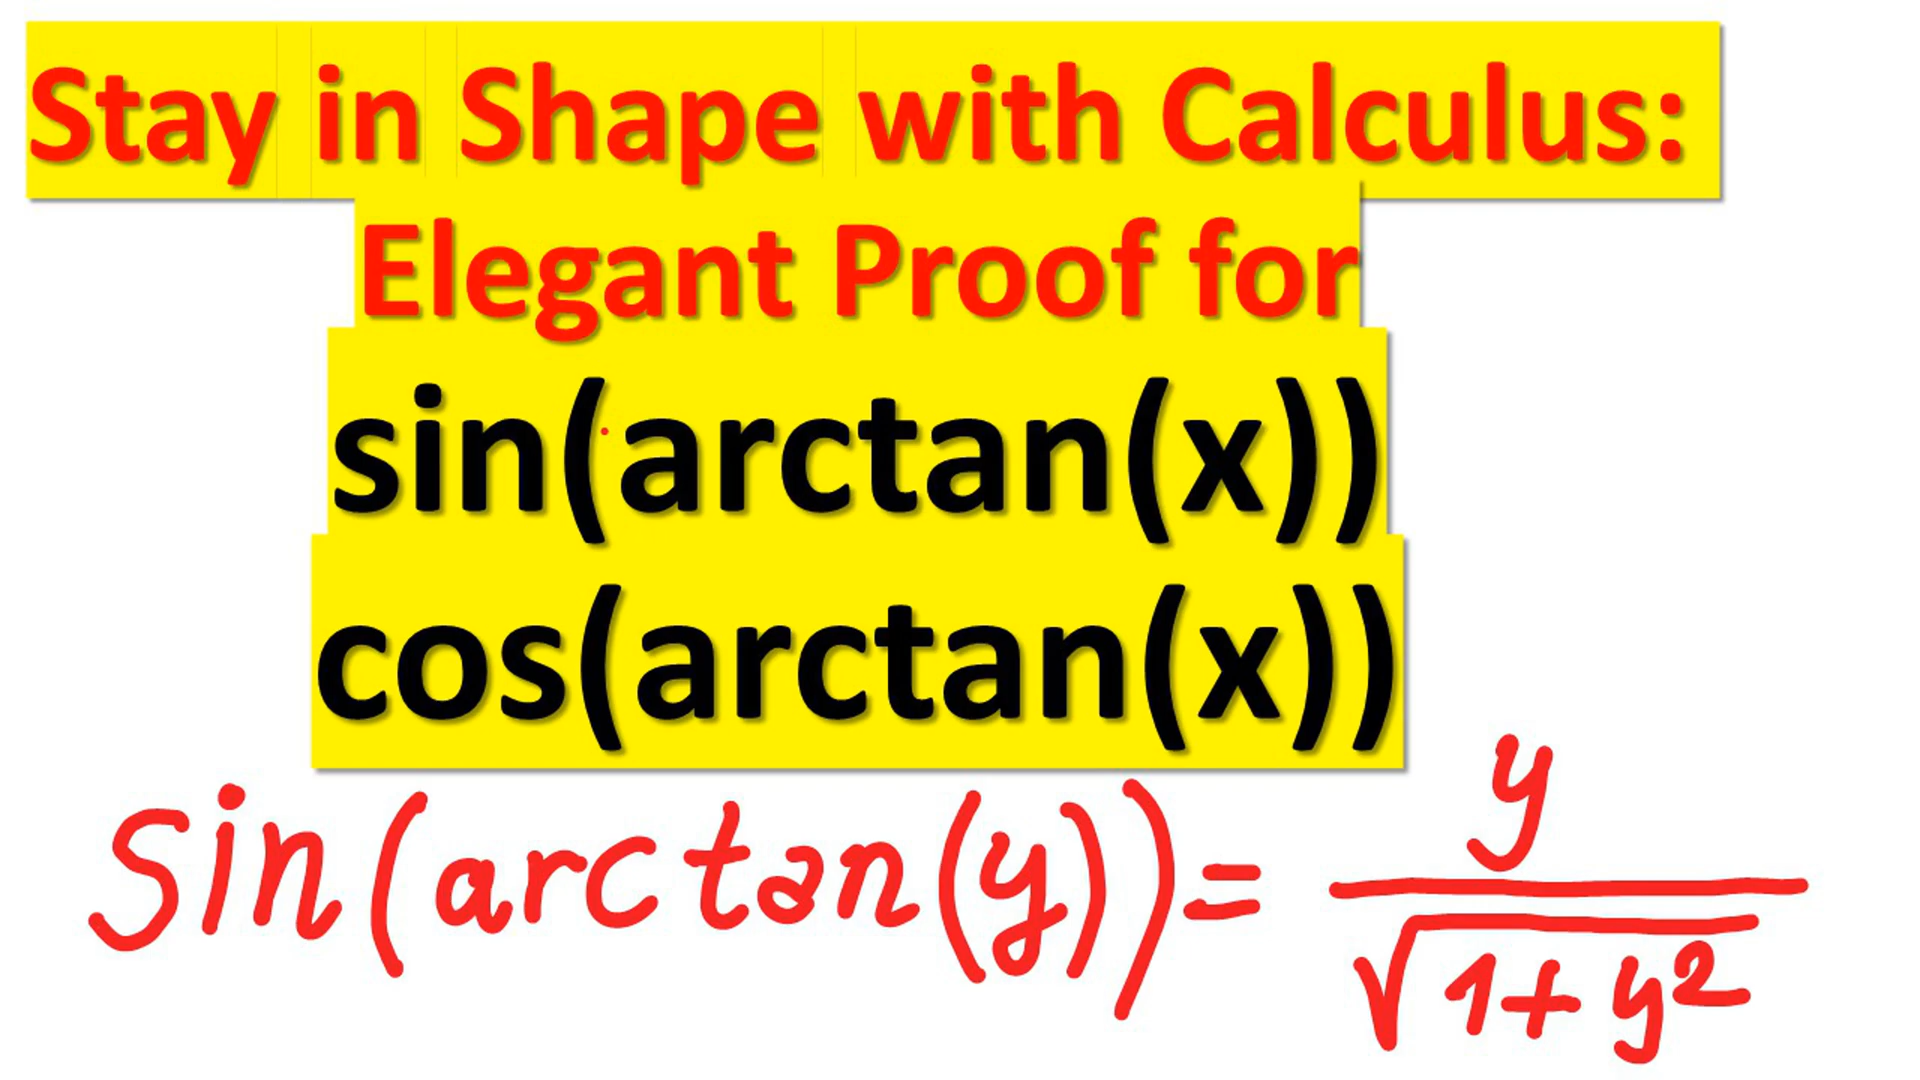 Stay in Shape with Calculus:
Elegant Proof for
sin(arctan(x))
cos(arctan(x))
Sin(arctan(y))= y/√1+y²